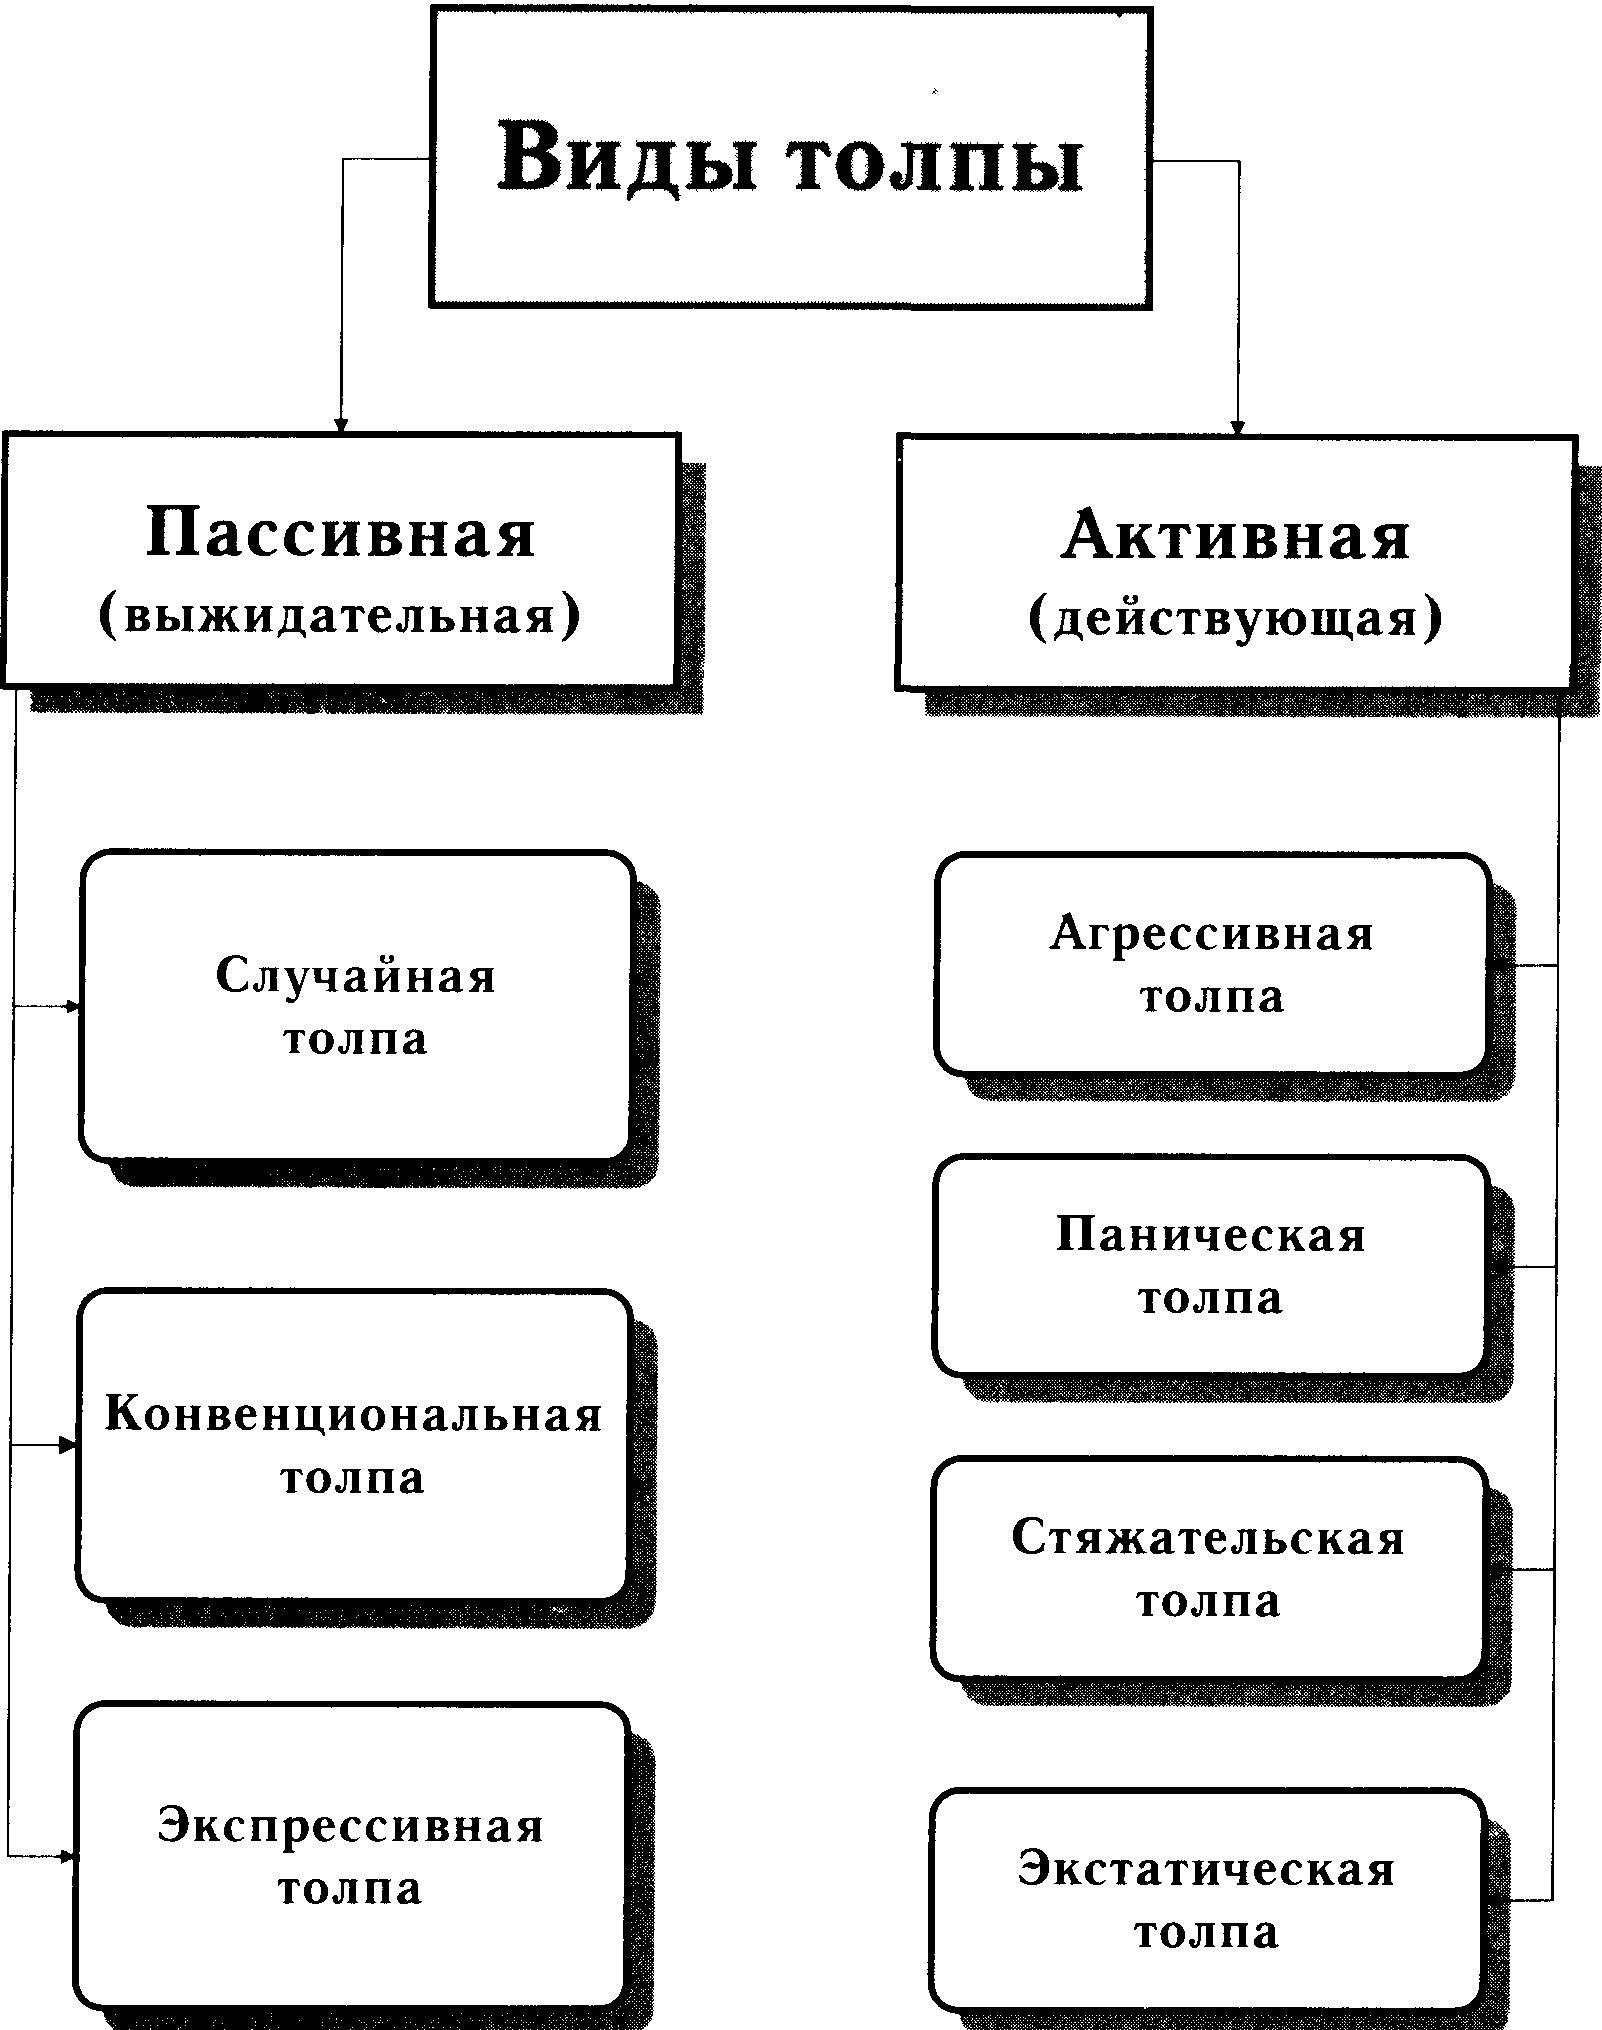 Виды толпы
Пассивная
(выжидательная)
Активная
(действующая)
Случайная
толпа
Конвенциональная
толпа
Экспрессивная
толпа
Агрессивная
толпа
Паническая
толпа
Стяжательская
толпа
Экстатическая
толпа